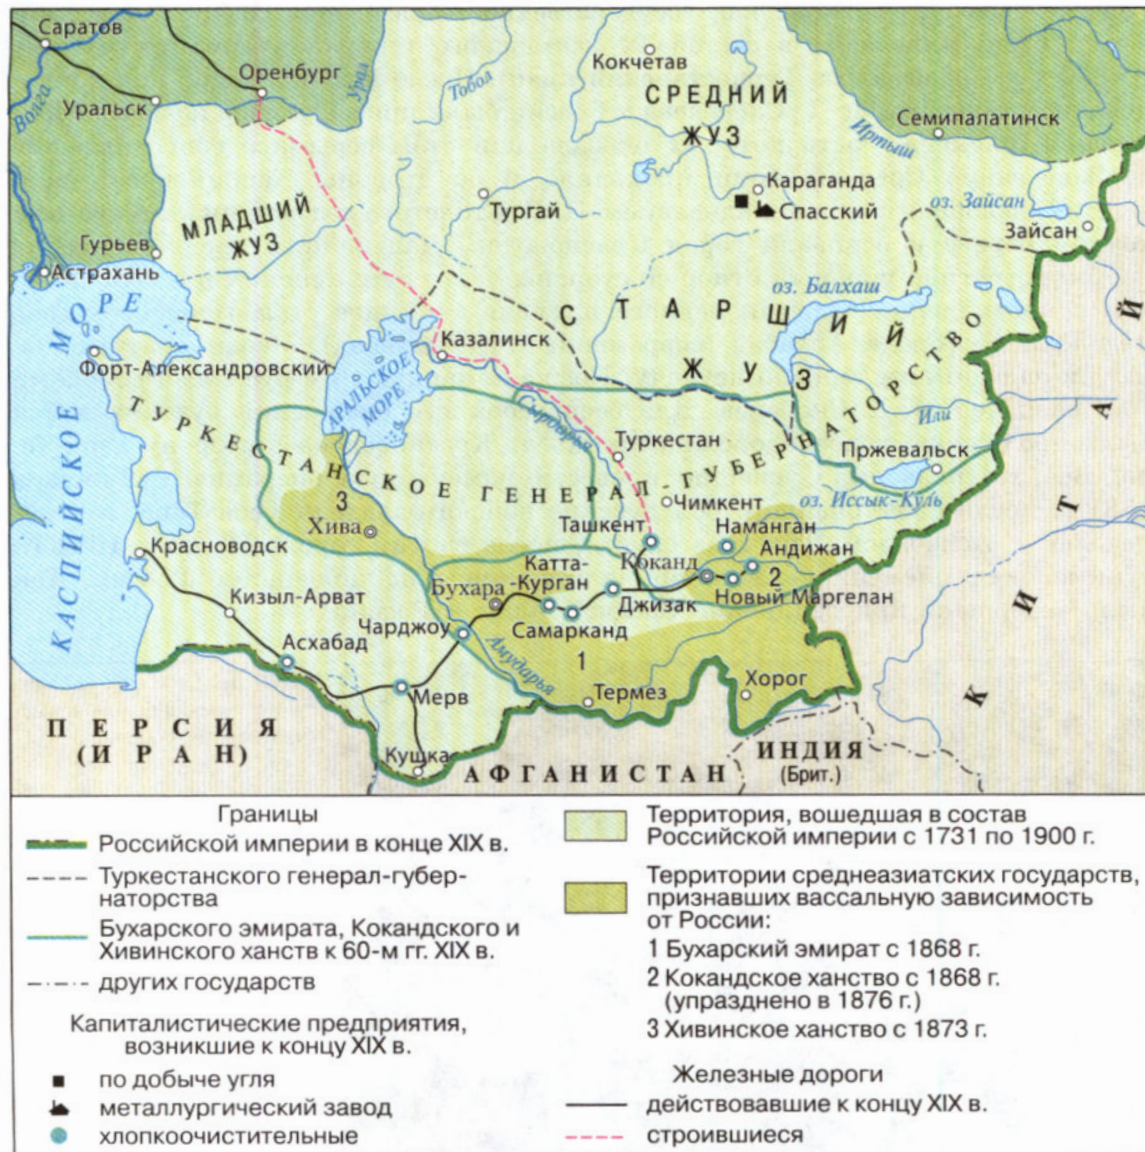 Саратов
Оренбург
Уральск
Волга
Урал
Тобол
Кокчетав
СРЕДНИЙ
ЖУЗ
Семипалатинск
Иртыш
Караганда
Спасский
оз. Зайсан
Зайсан
МЛАДШИЙ
ЖУЗ
Тургай
Гурьев
Астрахань
КАСПИЙСКОЕ МОРЕ
Форт-Александровский
АРАЛЬСКОЕ
МОРЕ
Казалинск
СТАРШИЙ
ЖУЗ
оз. Балхаш
ТУРКЕСТАНСКОЕ ГЕНЕРАЛ-ГУБЕРНАТОРСТВО
Сырдарья
Туркестан
Или
Пржевальск
оз. Иссык-Куль
КИТАЙ
Чимкент
Ташкент
Наманган
Андижан
3
Хива
Коканд
2
Новый Маргелан
Красноводск
Катта-
-Курган
Бухара
Джизак
Кизыл-Арват
Чарджоу
Самарканд
Асхабад
Амударья
1
Мерв
Термез
Хорог
ПЕРСИЯ
(ИРАН)
Кушка
АФГАНИСТАН
ИНДИЯ
(Брит.)
Границы
Российской империи в конце XIX в.
Туркестанского генерал-губер-
наторства
Бухарского эмирата, Кокандского и
Хивинского ханств к 60-м гг. XIX в.
других государств
Капиталистические предприятия,
возникшие к концу XIX в.
по добыче угля
металлургический завод
хлопкоочистительные
Территория, вошедшая в состав
Российской империи с 1731 по 1900 г.
Территории среднеазиатских государств,
признавших вассальную зависимость
от России:
1 Бухарский эмират с 1868 г.
2 Кокандское ханство с 1868 г.
(упразднено в 1876 г.)
3 Хивинское ханство с 1873 г.
Железные дороги
действовавшие к концу XIX в.
строившиеся